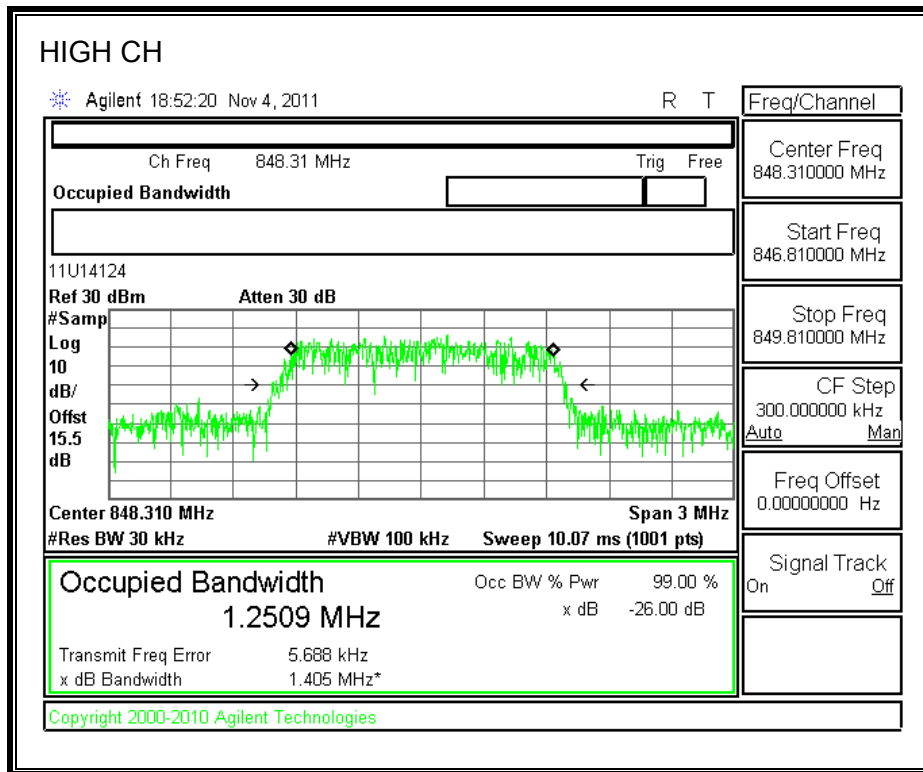 HIGH CH
Agilent 18:52:20 Nov 4, 2011 R T
Freq/Channel
Ch Freq 848.31 MHz Trig Free
Occupied Bandwidth
Center Freq
848.310000 MHz
Start Freq
846.810000 MHz
Stop Freq
849.810000 MHz
CF Step
300.000000 kHz
Auto Man
Freq Offset
0.00000000 Hz
Signal Track
On Off
11U14124
Ref 30 dBm Atten 30 dB
#Samp
Log
10
dB/
Offst
15.5
dB
Center 848.310 MHz Span 3 MHz
#Res BW 30 kHz #VBW 100 kHz Sweep 10.07 ms (1001 pts)
Occupied Bandwidth Occ BW % Pwr 99.00 %
1.2509 MHz x dB -26.00 dB
Transmit Freq Error 5.688 kHz
x dB Bandwidth 1.405 MHz*
Copyright 2000-2010 Agilent Technologies